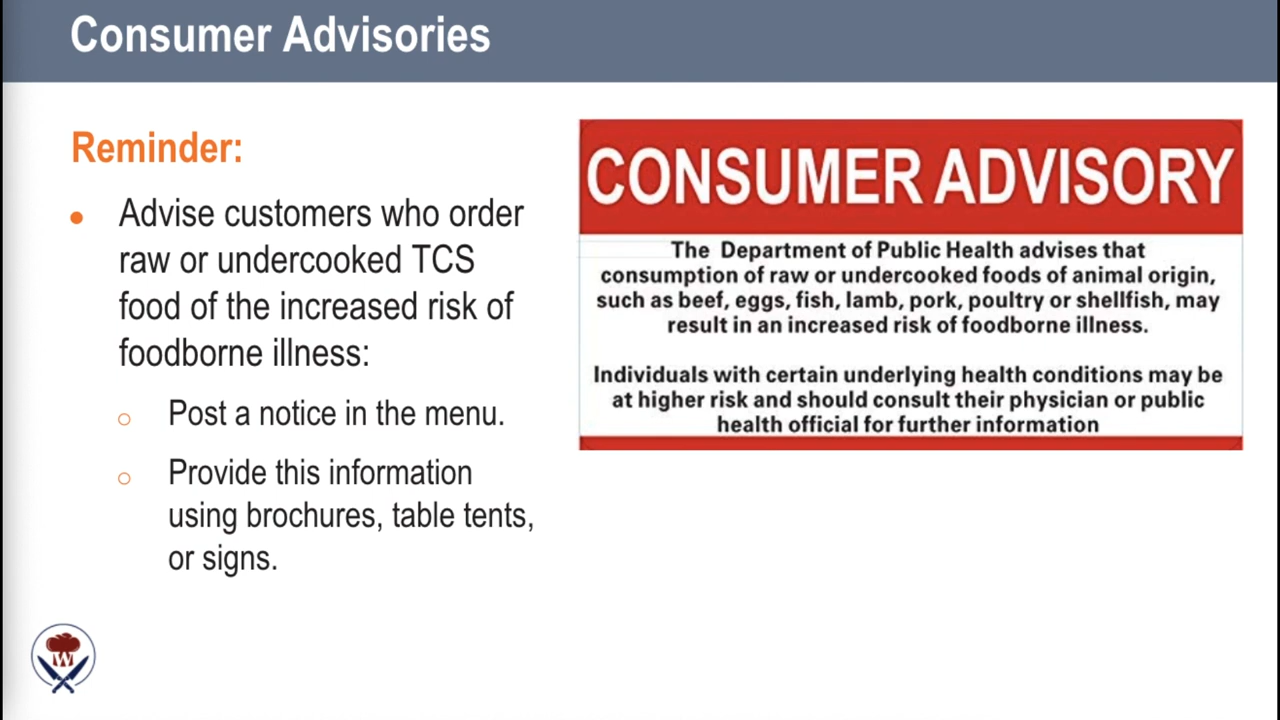 Consumer Advisories
Reminder:
Advise customers who order
raw or undercooked TCS
food of the increased risk of
foodborne illness:
Post a notice in the menu.
Provide this information
using brochures, table tents,
or signs.
CONSUMER ADVISORY
The Department of Public Health advises that
consumption of raw or undercooked foods of animal origin,
such as beef, eggs, fish, lamb, pork, poultry or shellfish, may
result in an increased risk of foodborne illness.
Individuals with certain underlying health conditions may be
at higher risk and should consult their physician or public
health official for further information
W